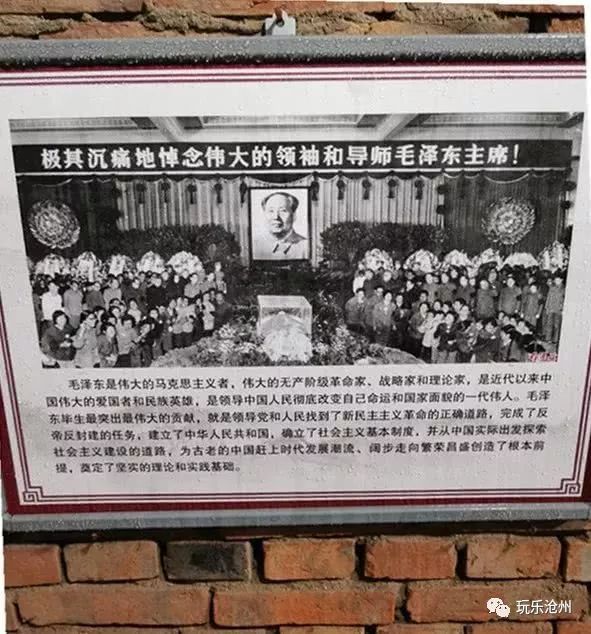 极其沉痛地悼念伟大的领袖和导师毛泽东主席！
毛泽东是伟大的马克思主义者，伟大的无产阶级革命家、战略家和理论家，是近代以来中
国伟大的爱国者和民族英雄，是领导中国人民彻底改变自己命运和国家面貌的一代伟人。毛泽
东毕生最突出最伟大的贡献，就是领导党和人民找到了新民主主义革命的正确道路，完成了反
帝反封建的任务，建立了中华人民共和国，确立了社会主义基本制度，并从中国实际出发探索
社会主义建设的道路，为古老的中国赶上时代发展潮流、阔步走向繁荣昌盛创造了根本前
提，奠定了坚实的理论和实践基础。
玩乐沧州